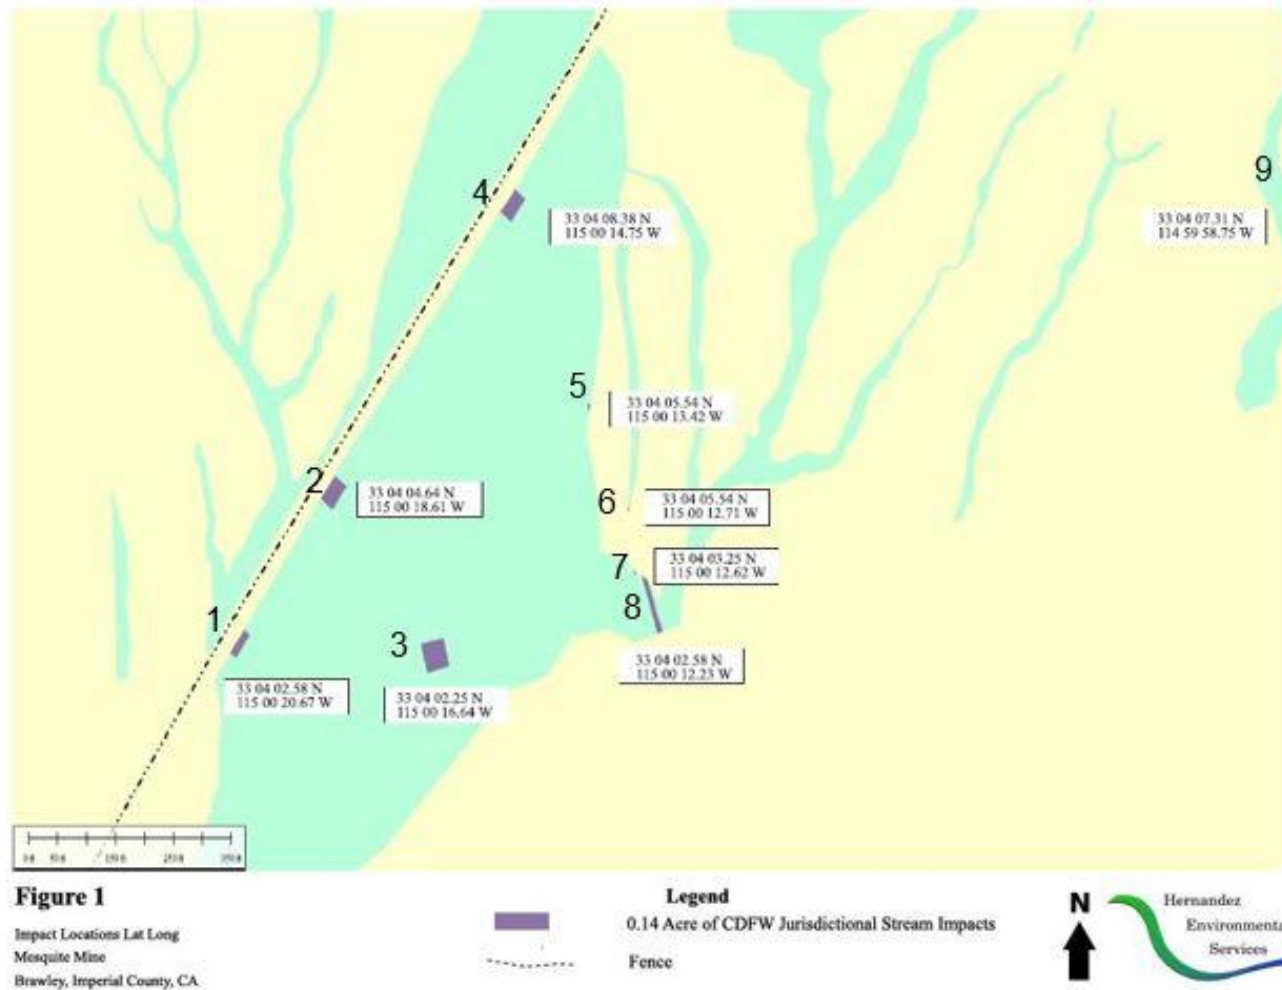 4
33 04 08.38 N
115 00 14.75 W
9
33 04 07.31 N
114 59 58.75 W
5
33 04 05.54 N
115 00 13.42 W
2
33 04 04.64 N
115 00 18.61 W
6
33 04 05.54 N
115 00 12.71 W
7
33 04 03.25 N
115 00 12.62 W
8
33 04 02.58 N
115 00 12.23 W
1
33 04 02.58 N
115 00 20.67 W
3
33 04 02.25 N
115 00 16.64 W
Figure 1
Impact Locations Lat Long
Mesquite Mine
Brawley, Imperial County, CA
Legend
0.14 Acre of CDFW Jurisdictional Stream Impacts
Fence
N
Hernandez
Environmenta
Services